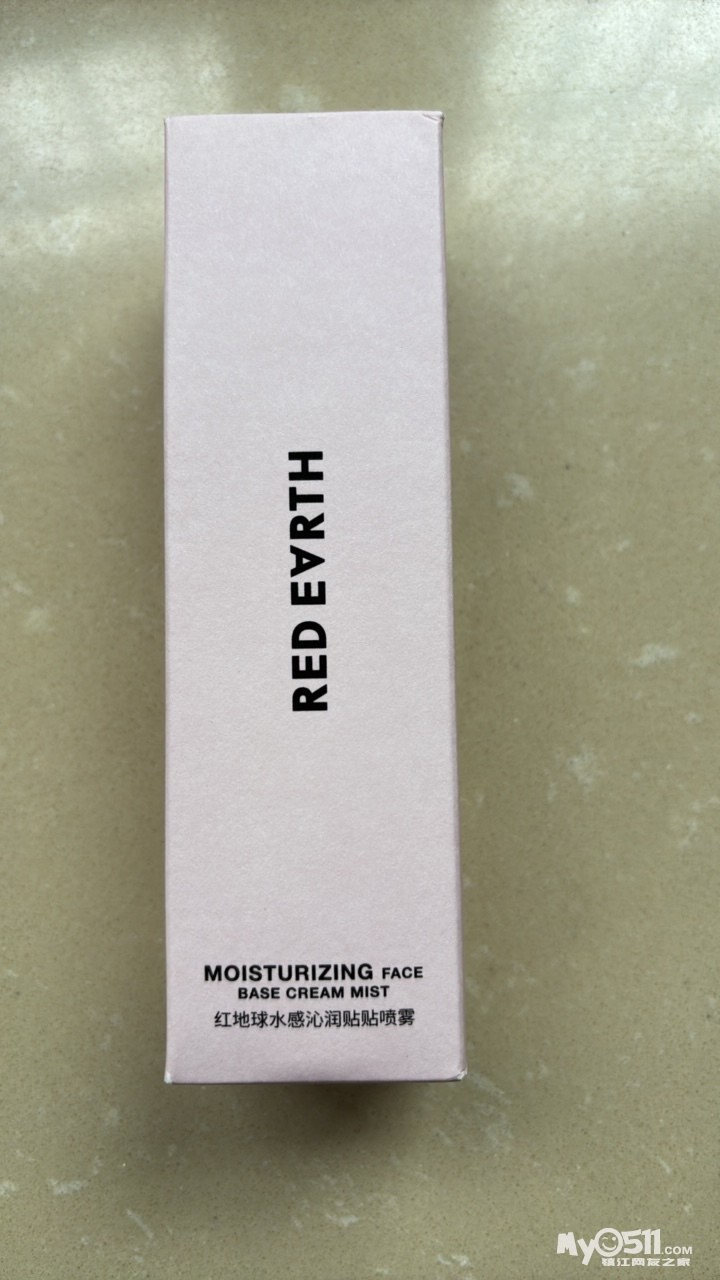 RED EARTH
MOISTURIZING FACE
BASE CREAM MIST
红地球水感沁润贴贴喷雾
My0511.COM
镇江网友之家